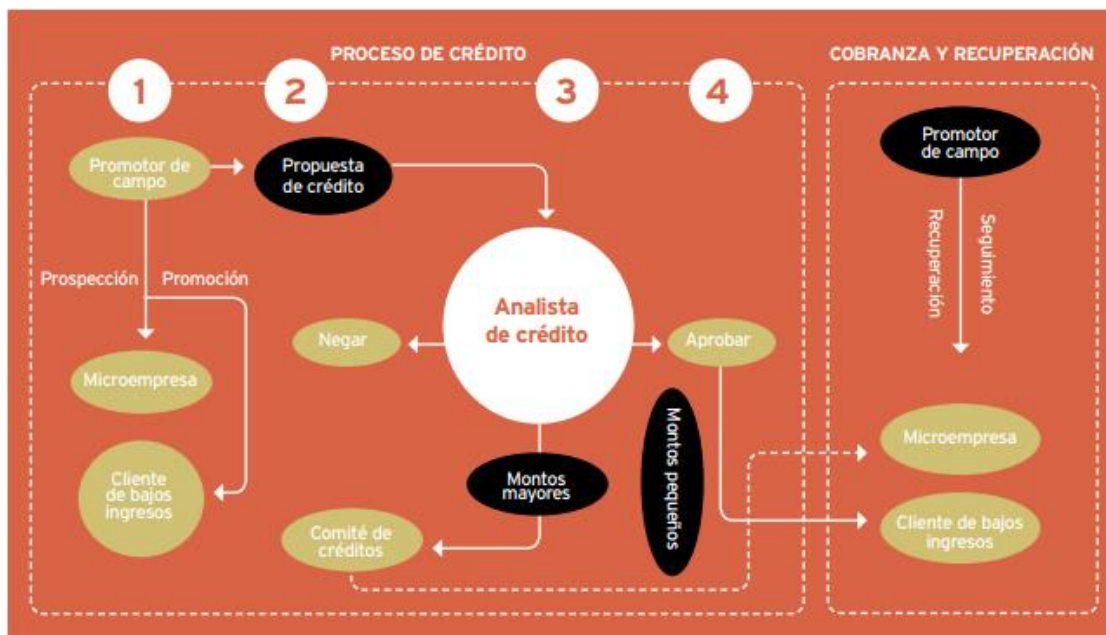 PROCESO DE CRÉDITO
COBRANZA Y RECUPERACIÓN
1
2
3
4
Promotor de
campo
Propuesta
de crédito
Prospección
Promoción
Microempresa
Cliente
de bajos
ingresos
Analista
de crédito
Negar
Aprobar
Montos
mayores
Montos pequeños
Comité de
créditos
Promotor
de campo
Recuperación
Seguimiento
Microempresa
Cliente de bajos
ingresos